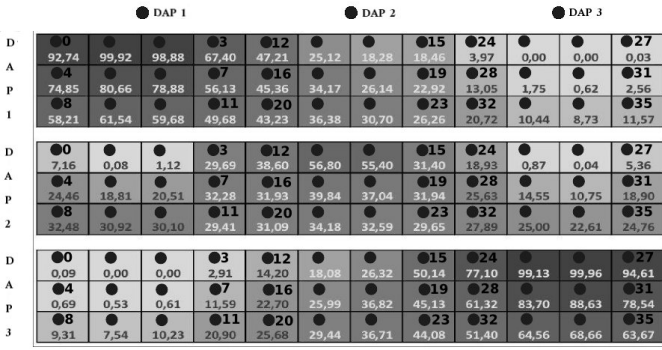 DAP 1 DAP 2 DAP 3
D A P 1
0 3 12 15 24 27
92,74 99,92 98,88 67,40 47,21 25,12 18,28 18,46 3,97 0,00 0,00 0,03
4 7 16 19 28 31
74,85 80,66 78,88 56,13 45,36 34,17 26,14 22,92 13,05 1,75 0,62 2,56
8 11 20 23 32 35
58,21 61,54 59,68 49,68 43,23 36,38 30,70 26,26 20,72 10,44 8,73 11,57
D A P 2
0 3 12 15 24 27
7,16 0,08 1,12 29,69 38,60 56,80 55,40 31,40 18,93 0,87 0,04 5,36
4 7 16 19 28 31
24,46 18,81 20,51 32,28 31,93 39,84 37,04 31,94 25,63 14,55 10,75 18,90
8 11 20 23 32 35
32,48 30,92 30,10 29,41 31,09 34,18 32,59 29,65 27,89 25,00 22,61 24,76
D A P 3
0 3 12 15 24 27
0,09 0,00 0,00 2,91 14,20 18,08 26,32 50,14 77,10 99,13 99,96 94,61
4 7 16 19 28 31
0,69 0,53 0,61 11,59 22,70 25,99 36,82 45,13 61,32 83,70 88,63 78,54
8 11 20 23 32 35
9,31 7,54 10,23 20,90 25,68 29,44 36,71 44,08 51,40 64,56 68,66 63,67